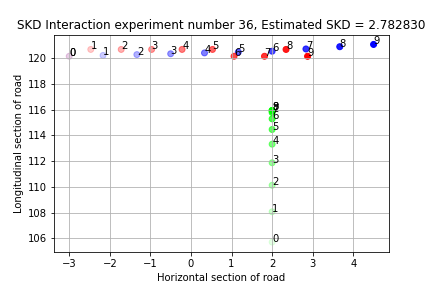 SKD Interaction experiment number 36, Estimated SKD = 2.782830
Longitudinal section of road
120
118
116
114
112
110
108
106
0 1 2 3 4 5 6 7 8 9
0 1 2 3 4 5 6 7 8 9
9
6
5
4
3
2
1
0
−3 −2 −1 0 1 2 3 4
Horizontal section of road